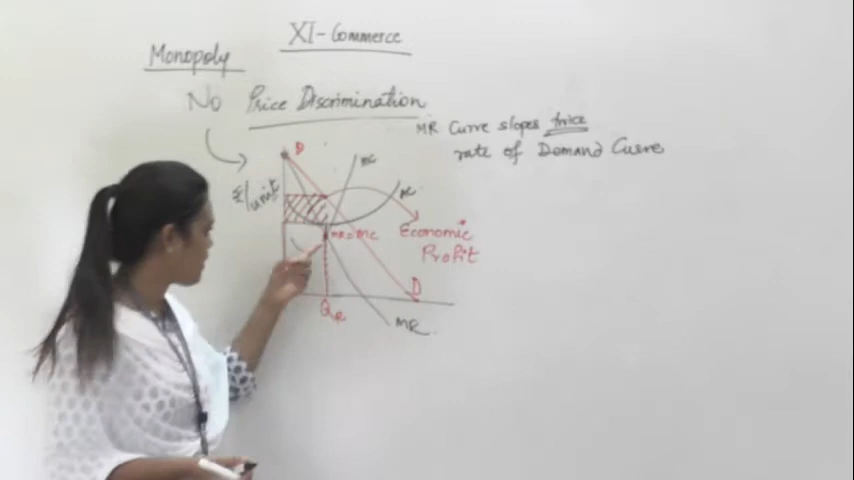 XI-Commerce
Monopoly
No Price Discrimination
MR Curve slopes twice
rate of Demand Curve
D
MC
AC
₹/unit
MR=MC
Economic
Profit
D
QE
MR